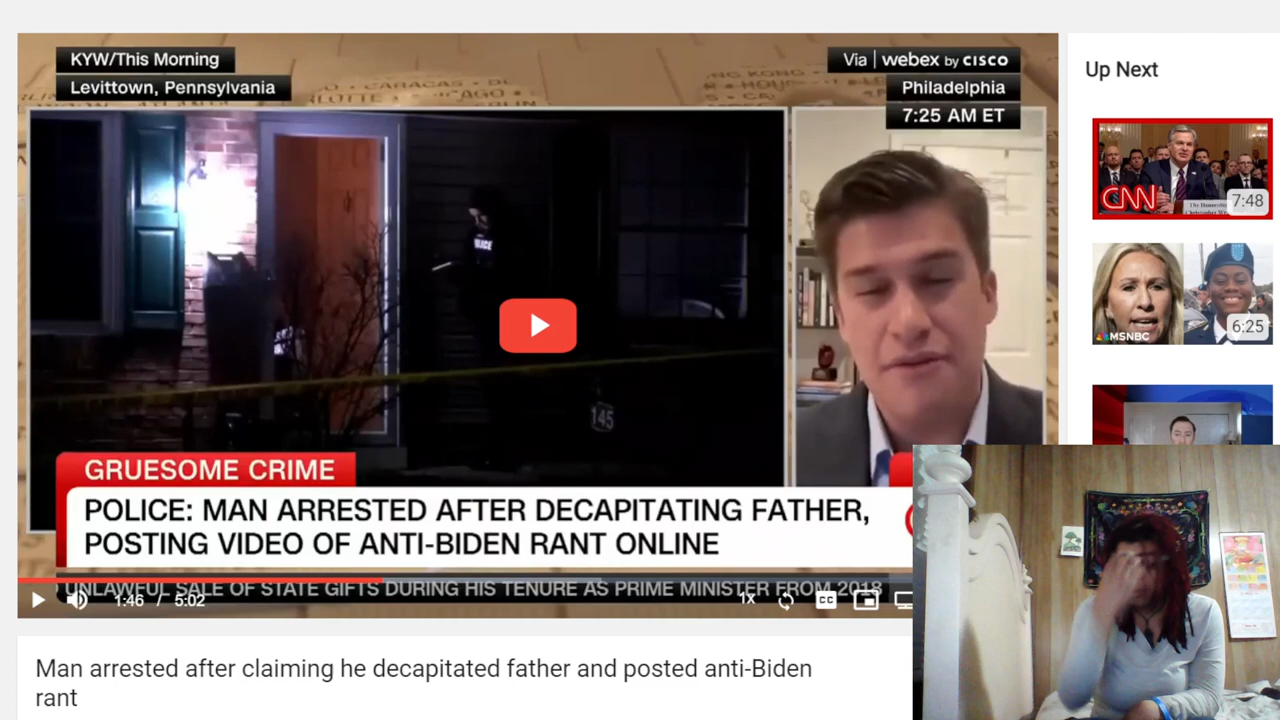 KYW/This Morning
Levittown, Pennsylvania
Via | webex by CISCO
Philadelphia
7:25 AM ET
POLICE
145
GRUESOME CRIME
POLICE: MAN ARRESTED AFTER DECAPITATING FATHER,
POSTING VIDEO OF ANTI-BIDEN RANT ONLINE
UNLAWFUL SALE OF STATE GIFTS DURING HIS TENURE AS PRIME MINISTER FROM 2018
1:46 / 5:02
1x
CC
Man arrested after claiming he decapitated father and posted anti-Biden
rant
Up Next
CNN
7:48
MSNBC
6:25